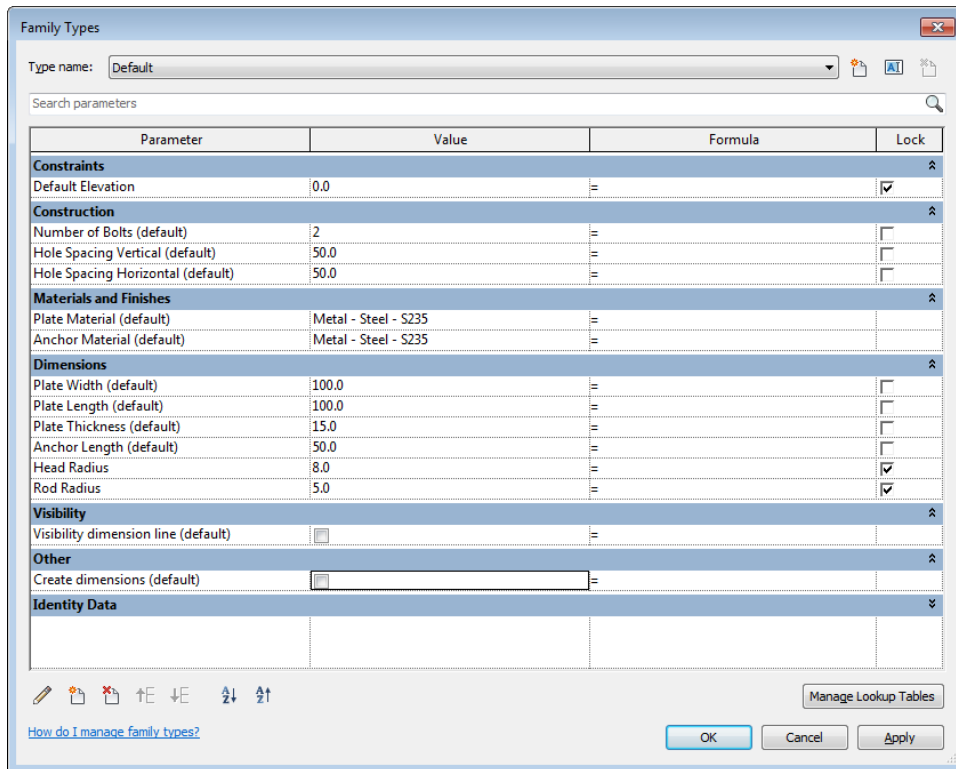 Family Types
Type name: Default
Search parameters
Parameter Value Formula Lock
Constraints
Default Elevation 0.0 =
Construction
Number of Bolts (default) 2 =
Hole Spacing Vertical (default) 50.0 =
Hole Spacing Horizontal (default) 50.0 =
Materials and Finishes
Plate Material (default) Metal - Steel - S235 =
Anchor Material (default) Metal - Steel - S235 =
Dimensions
Plate Width (default) 100.0 =
Plate Length (default) 100.0 =
Plate Thickness (default) 15.0 =
Anchor Length (default) 50.0 =
Head Radius 8.0 =
Rod Radius 5.0 =
Visibility
Visibility dimension line (default) =
Other
Create dimensions (default) =
Identity Data
Manage Lookup Tables
How do I manage family types?
OK Cancel Apply